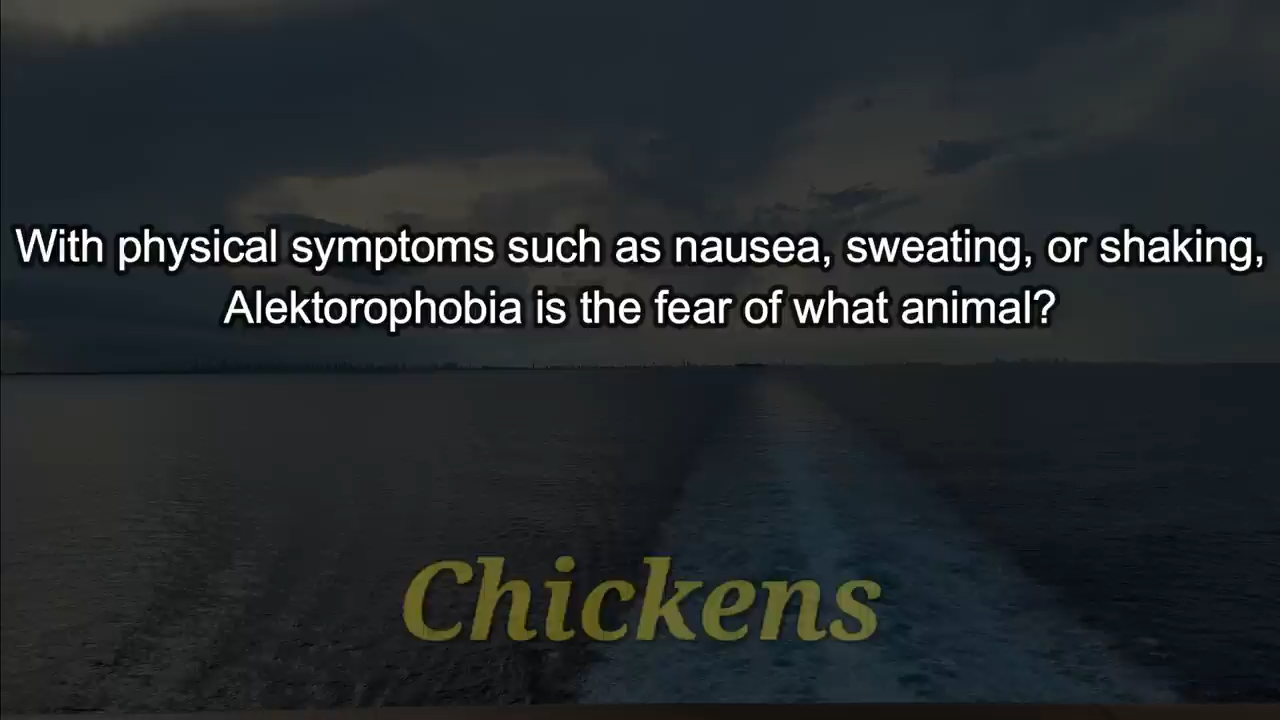 With physical symptoms such as nausea, sweating, or shaking,
Alektorophobia is the fear of what animal?
Chickens